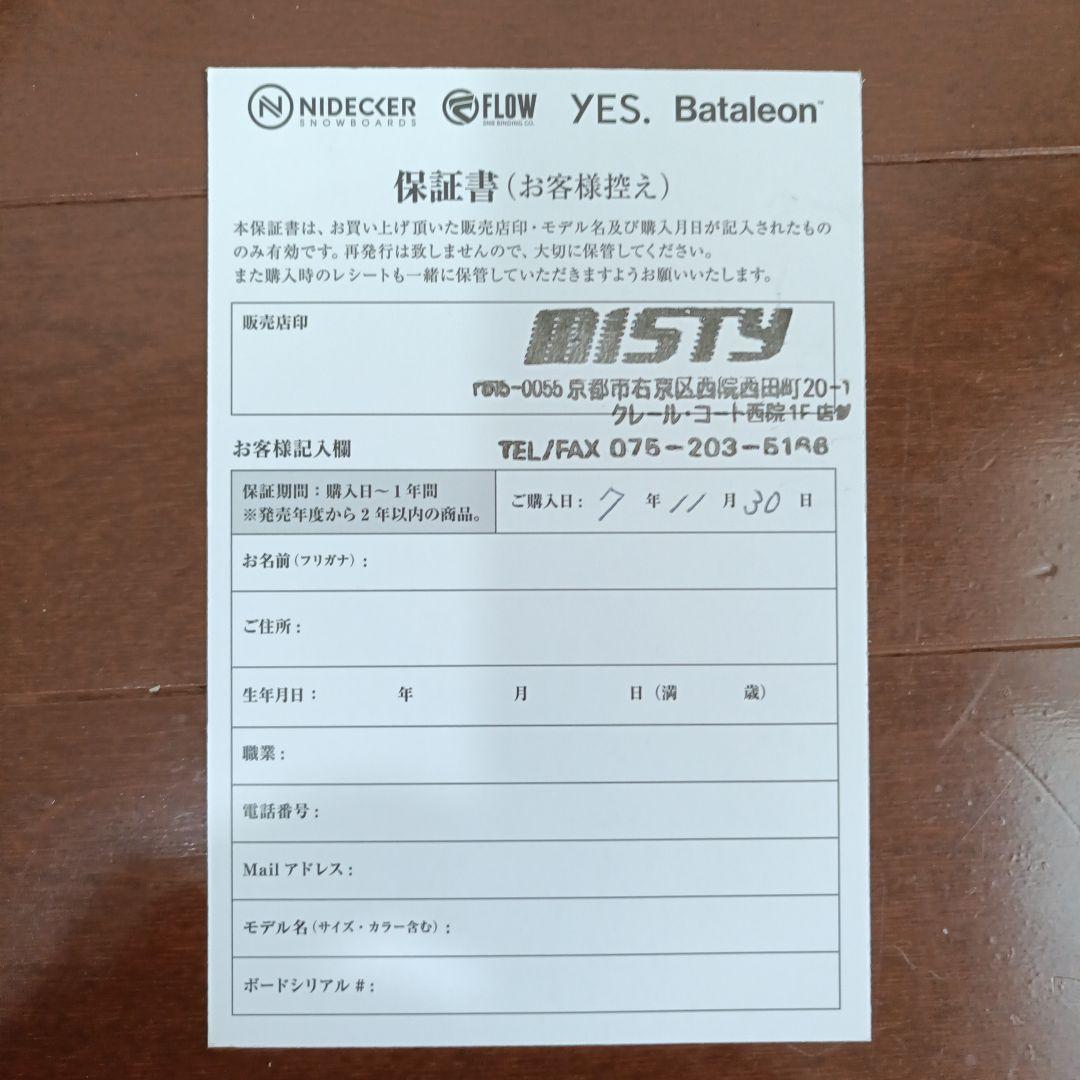 NIDECKER
SNOWBOARDS
FLOW
SNB BINDING CO.
YES.
Bataleon™
保証書(お客様控え)
本保証書は、お買い上げ頂いた販売店印・モデル名及び購入月日が記入されたもの
のみ有効です。再発行は致しませんので、大切に保管してください。
また購入時のレシートも一緒に保管していただきますようお願いいたします。
販売店印
MISTY
-0055 京都市右京区西院西田町20-1
クレール・コート西院1F
TEL/FAX 075-203-5186
お客様記入欄
保証期間:購入日~1年間
※発売年度から2年以内の商品。
ご購入日: 7 年 11 月 30 日
お名前(フリガナ):
ご住所:
生年月日: 年 月 日(満 歳)
職業:
電話番号:
Mail アドレス:
モデル名(サイズ・カラー含む):
ボードシリアル #: